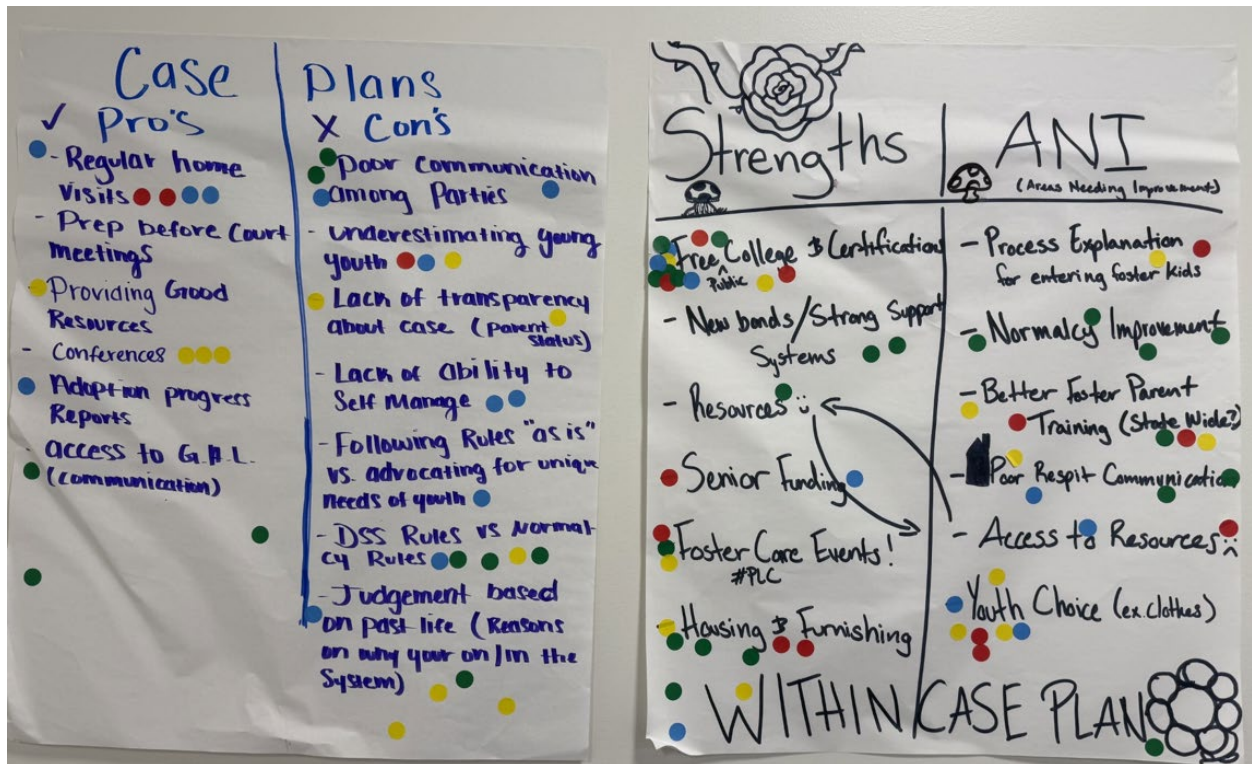 Case Plans
✓ Pro's
- Regular home
Visits
- Prep before Court
meetings
Providing Good
Resources
- Conferences
Adoption progress
Reports
access to G.A.L.
(communication)
X Con's
Poor communication
among Parties
- underestimating young
youth
Lack of transparency
about case (parent
status)
- Lack of ability to
Self Manage
- Following Rules "as is"
vs. advocating for unique
needs of youth
- DSS Rules vs Normal-
cy Rules
- Judgement based
on past life (Reasons
on why your on/in the
System)
Strengths
Free College & Certifications
^
Public
- New bonds/Strong Support
Systems
- Resources
- Senior Funding
Foster Care Events!
#PLC
- Housing & Furnishing
ANI
(Areas Needing Improvement)
- Process Explanation
for entering foster kids
- Normalcy Improvement
- Better Foster Parent
Training (State Wide?)
- Poor Respit Communication
- Access to Resources
Youth Choice (ex. clothes)
WITHIN CASE PLAN